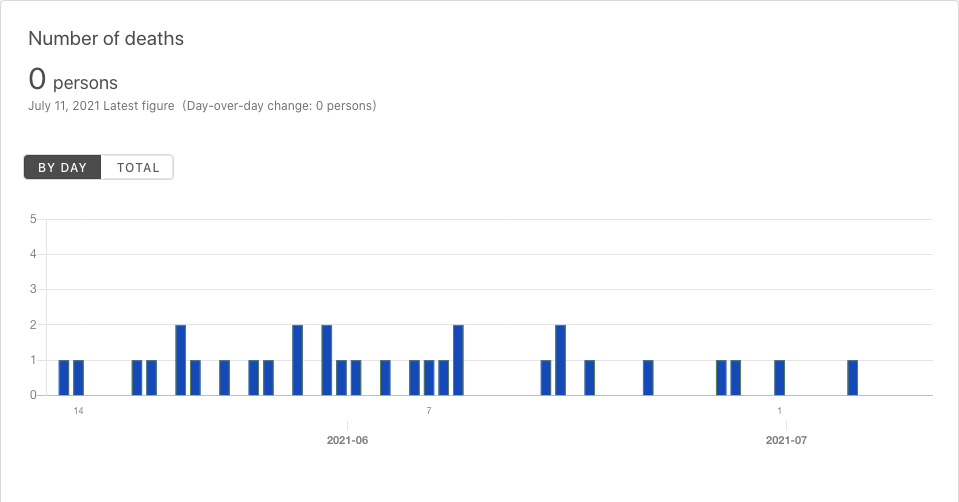 Number of deaths
0 persons
July 11, 2021 Latest figure (Day-over-day change: 0 persons)
BY DAY TOTAL
5
4
3
2
1
0
14 7 1
2021-06 2021-07